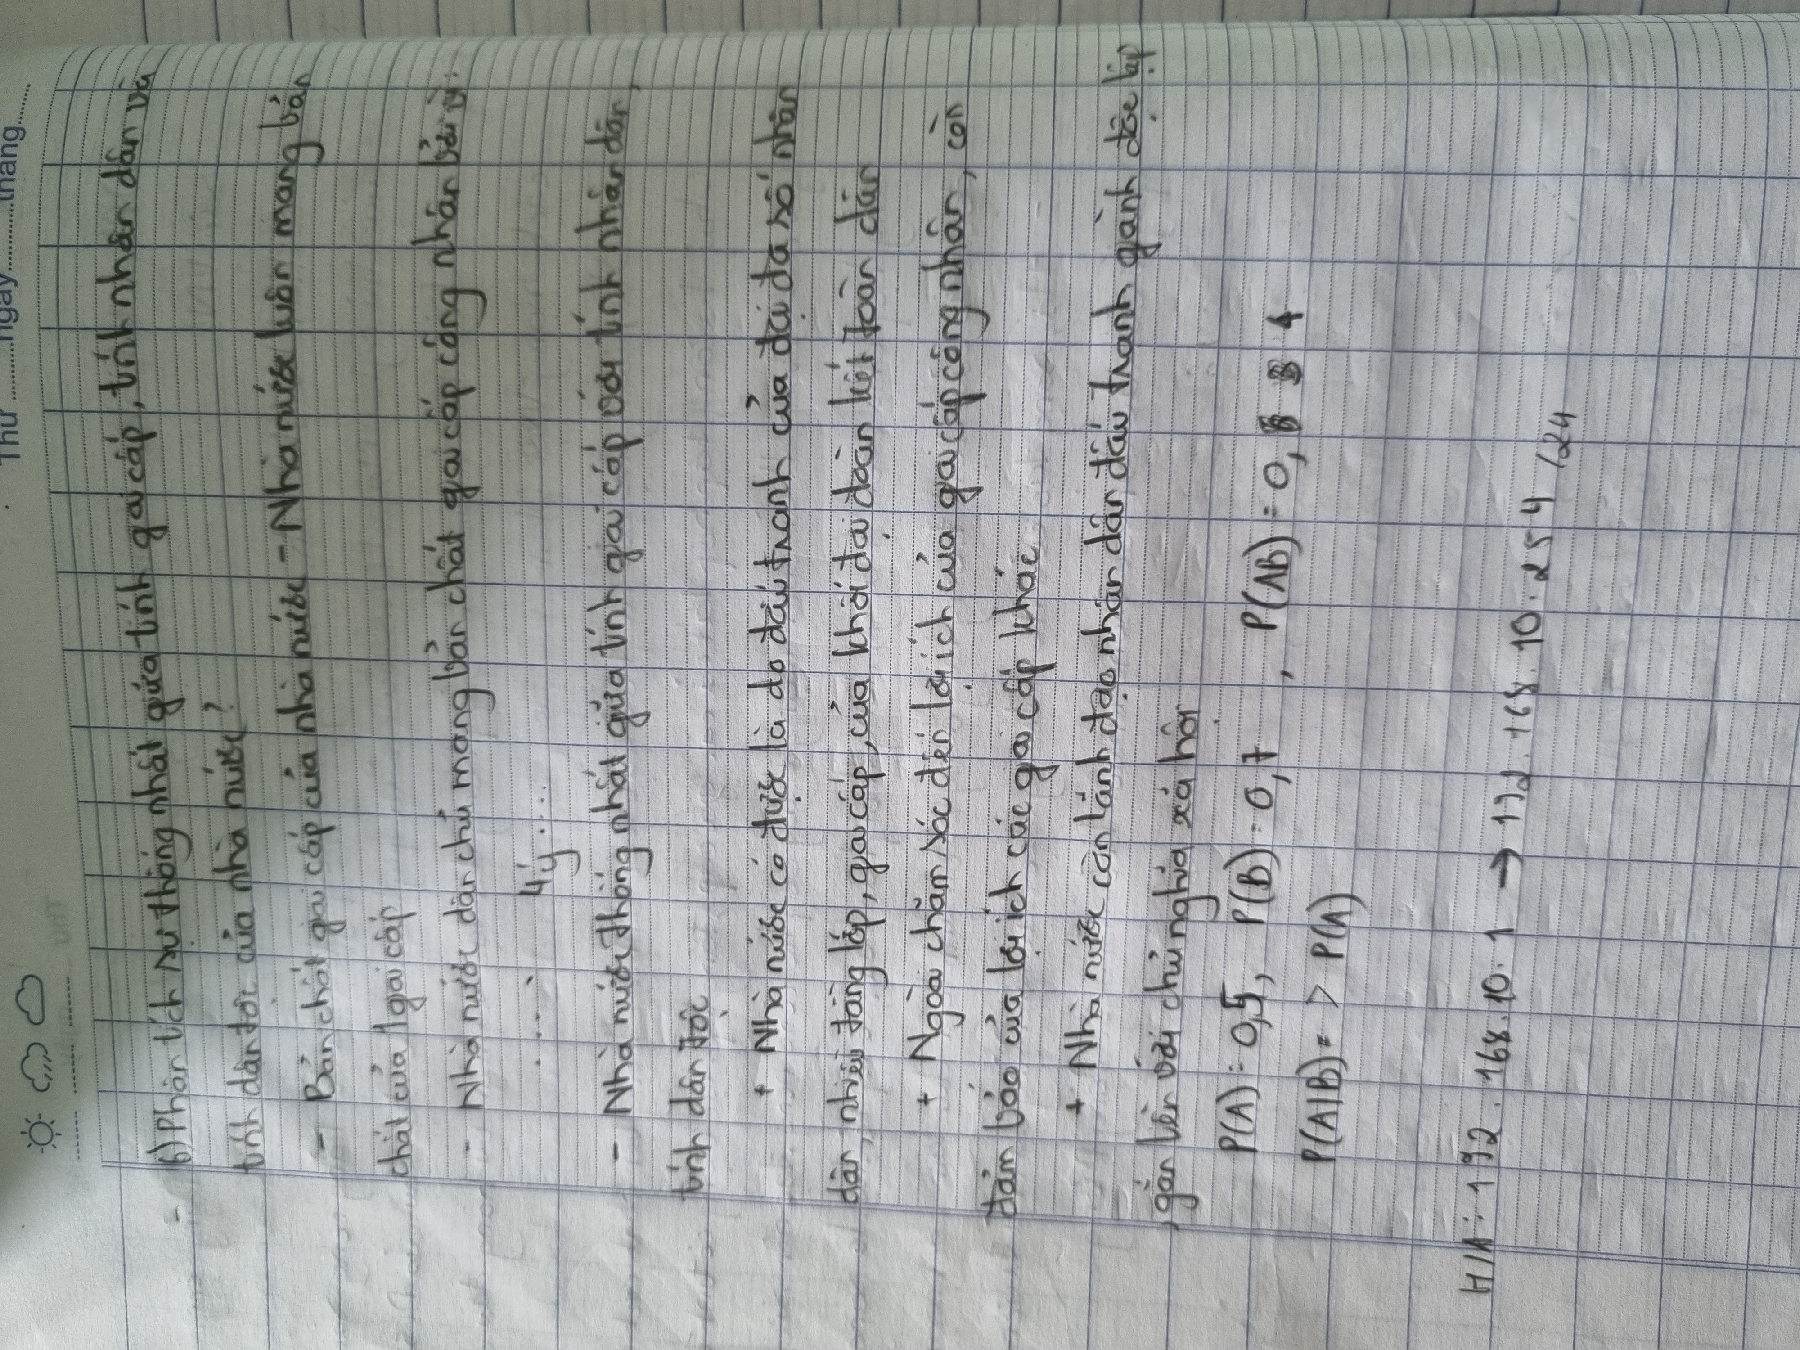 Thứ ..........ngày............tháng........
6) Phân tích sự thống nhất giữa tính giai cấp, tính nhân dân và
tính dân tộc của nhà nước?
- Bản chất giai cấp của nhà nước - Nhà nước luôn mang bản
chất của 1 giai cấp
- Nhà nước dân chủ mang bản chất giai cấp công nhân bởi vì:
..... 4 ý ....
- Nhà nước thống nhất giữa tính giai cấp với tính nhân dân,
tính dân tộc
+ Nhà nước có được là do đấu tranh của đại đa số nhân
dân, nhiều tầng lớp, giai cấp, của khối đại đoàn kết toàn dân
+ Ngoài chăm sóc đến lợi ích của giai cấp công nhân, còn
đảm bảo của lợi ích các giai cấp khác
+ Nhà nước còn lãnh đạo nhân dân đấu tranh giành độc lập
, gắn liền với chủ nghĩa xã hội
P(A) = 0,5, P(B) = 0,7 , P(AB) = 0,
P(A|B) = > P(A)
192.168.10.1 → 192.168.10.254 /24